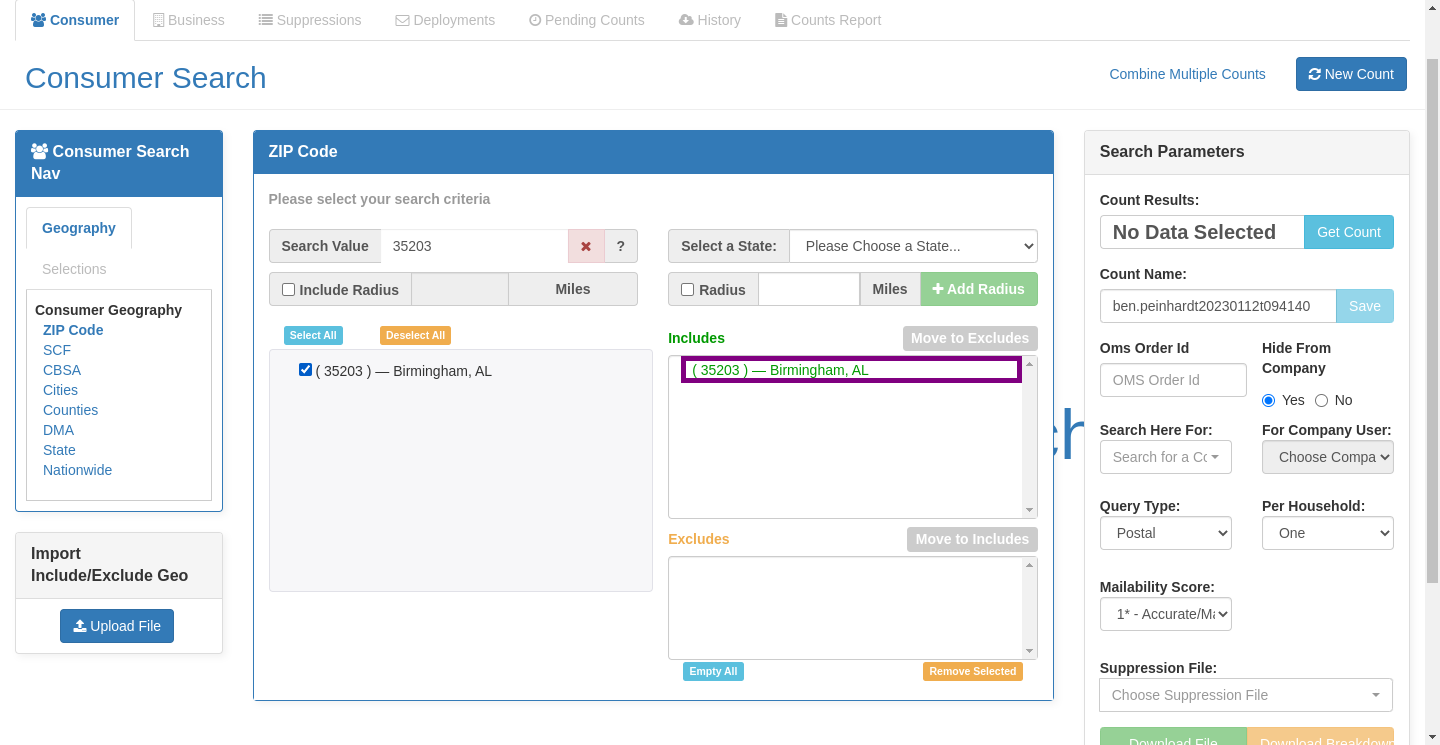 Consumer
Business
Suppressions
Deployments
Pending Counts
History
Counts Report
Consumer Search
Combine Multiple Counts
New Count
Consumer Search
Nav
Geography
Selections
Consumer Geography
ZIP Code
SCF
CBSA
Cities
Counties
DMA
State
Nationwide
Import
Include/Exclude Geo
Upload File
ZIP Code
Please select your search criteria
Search Value
35203
?
Select a State:
Please Choose a State...
Include Radius
Miles
Radius
Miles
Add Radius
Select All
Deselect All
( 35203 ) — Birmingham, AL
Includes
Move to Excludes
( 35203 ) — Birmingham, AL
Excludes
Move to Includes
Empty All
Remove Selected
ch
Search Parameters
Count Results:
No Data Selected
Get Count
Count Name:
ben.peinhardt20230112t094140
Save
Oms Order Id
OMS Order Id
Hide From
Company
Yes
No
Search Here For:
Search for a Co
For Company User:
Choose Compa
Query Type:
Postal
Per Household:
One
Mailability Score:
1* - Accurate/Ma
Suppression File:
Choose Suppression File
Download File
Download Breakdown